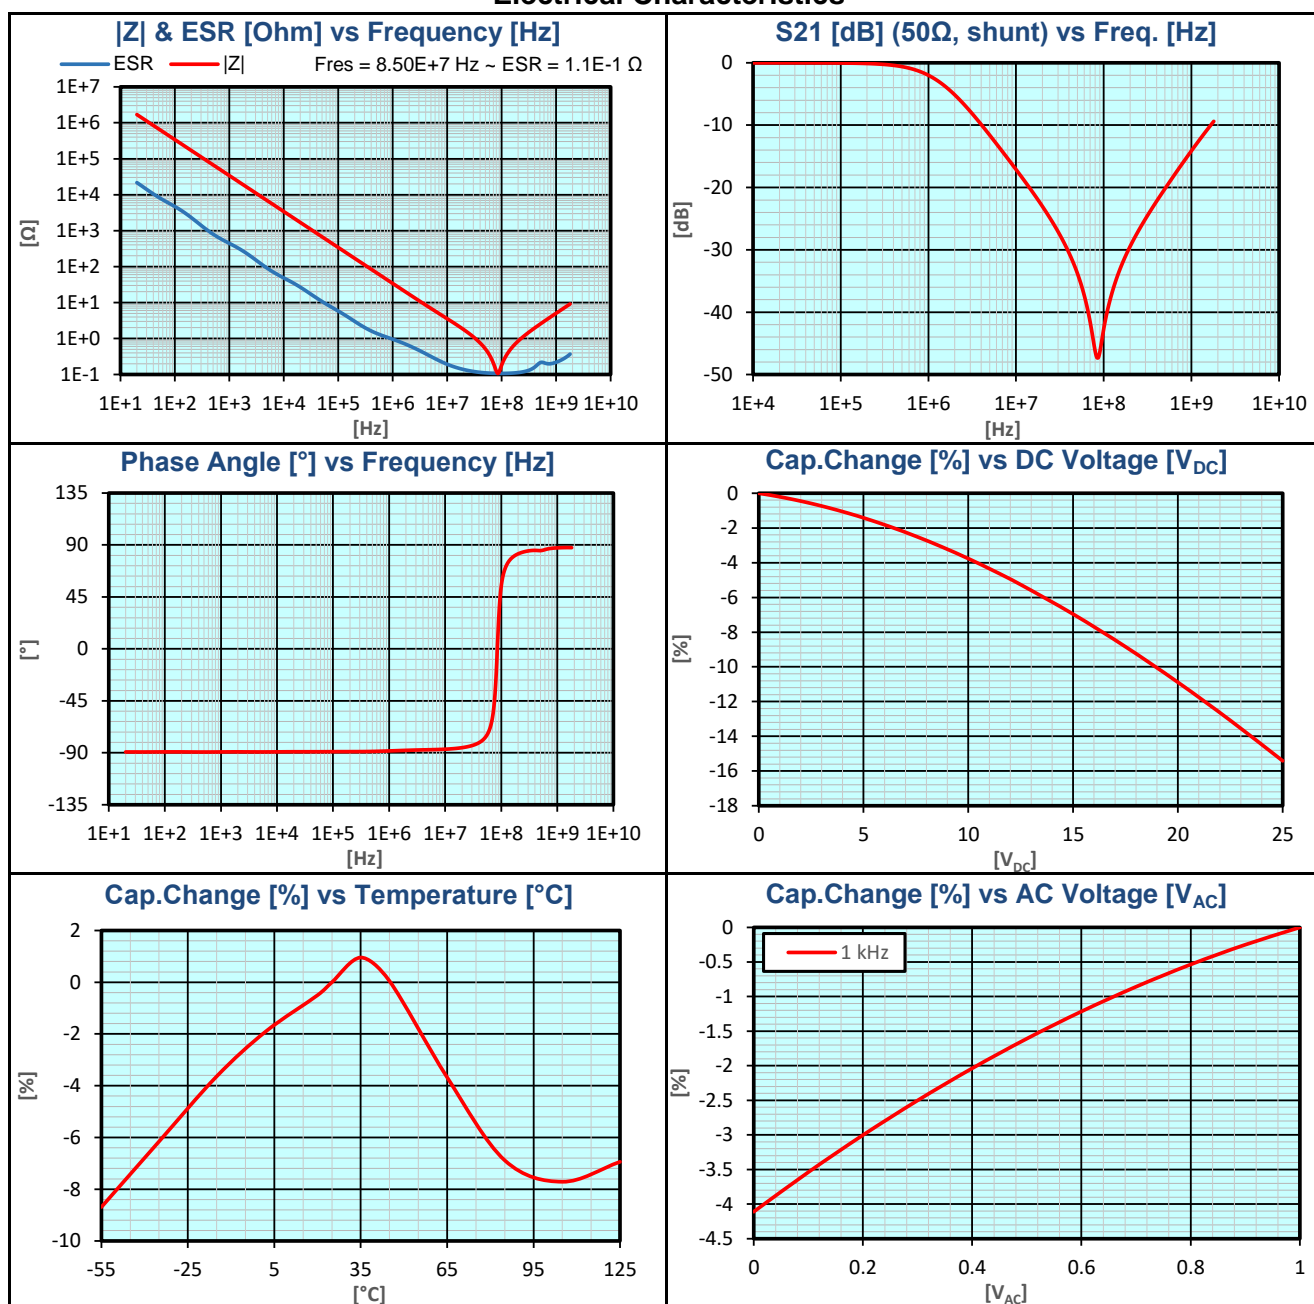 Electrical Characteristics
|Z| & ESR [Ohm] vs Frequency [Hz]
ESR |Z| Fres = 8.50E+7 Hz ~ ESR = 1.1E-1 Ω
1E+7
1E+6
1E+5
1E+4
1E+3
1E+2
1E+1
1E+0
1E-1
[Ω]
1E+1 1E+2 1E+3 1E+4 1E+5 1E+6 1E+7 1E+8 1E+9 1E+10
[Hz]
S21 [dB] (50Ω, shunt) vs Freq. [Hz]
0
-10
-20
-30
-40
-50
[dB]
1E+4 1E+5 1E+6 1E+7 1E+8 1E+9 1E+10
[Hz]
Phase Angle [°] vs Frequency [Hz]
135
90
45
0
-45
-90
-135
[°]
1E+1 1E+2 1E+3 1E+4 1E+5 1E+6 1E+7 1E+8 1E+9 1E+10
[Hz]
Cap.Change [%] vs DC Voltage [VDC]
0
-2
-4
-6
-8
-10
-12
-14
-16
-18
[%]
0 5 10 15 20 25
[VDC]
Cap.Change [%] vs Temperature [°C]
2
0
-2
-4
-6
-8
-10
[%]
-55 -25 5 35 65 95 125
[°C]
Cap.Change [%] vs AC Voltage [VAC]
1 kHz
0
-0.5
-1
-1.5
-2
-2.5
-3
-3.5
-4
-4.5
[%]
0 0.2 0.4 0.6 0.8 1
[VAC]